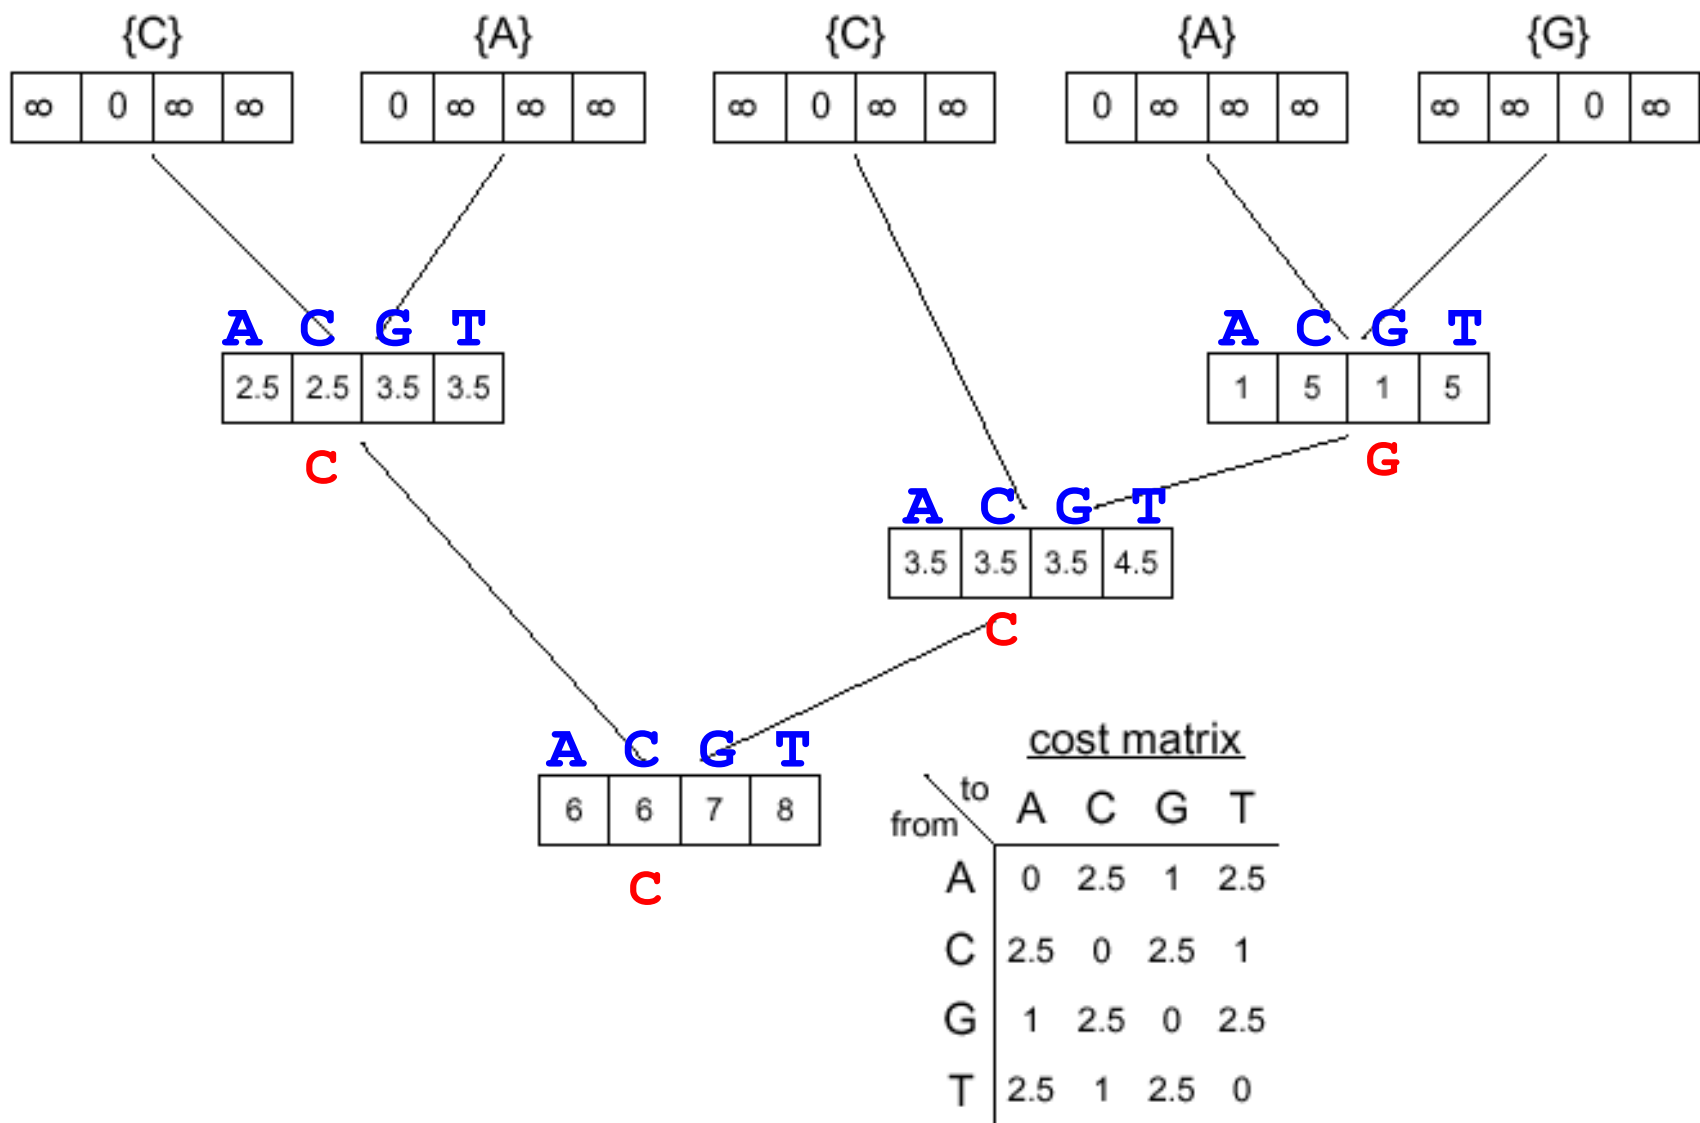 {C} {A} {C} {A} {G}
∞ 0 ∞ ∞ 0 ∞ ∞ ∞ ∞ 0 ∞ ∞ 0 ∞ ∞ ∞ ∞ ∞ 0 ∞
A C G T A C G T
2.5 2.5 3.5 3.5 1 5 1 5
C G
A C G T
3.5 3.5 3.5 4.5
C
A C G T
6 6 7 8
C
cost matrix
to
from
A C G T
A 0 2.5 1 2.5
C 2.5 0 2.5 1
G 1 2.5 0 2.5
T 2.5 1 2.5 0